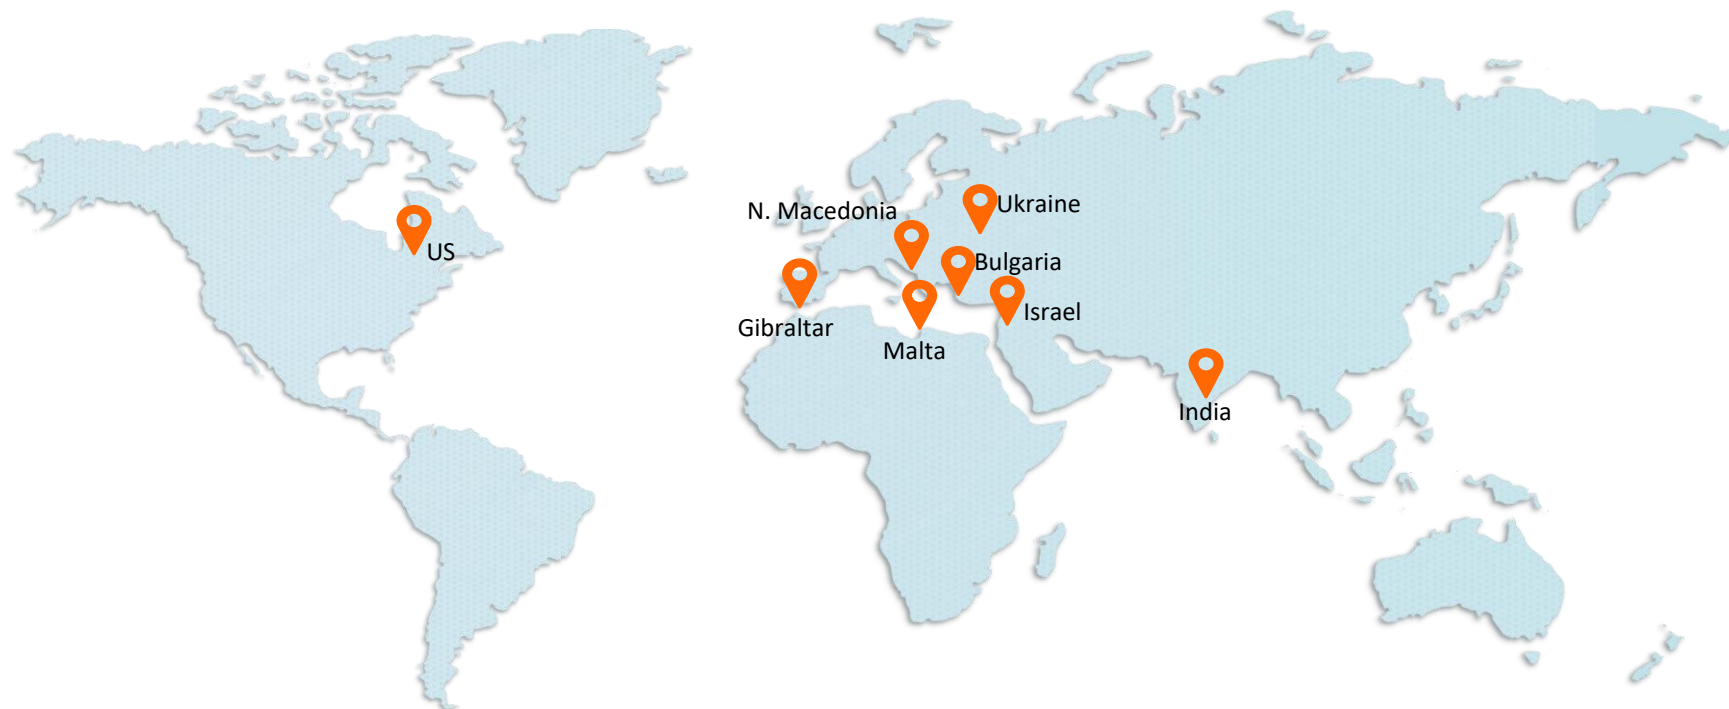 N. Macedonia
Ukraine
US
Bulgaria
Gibraltar
Israel
Malta
India